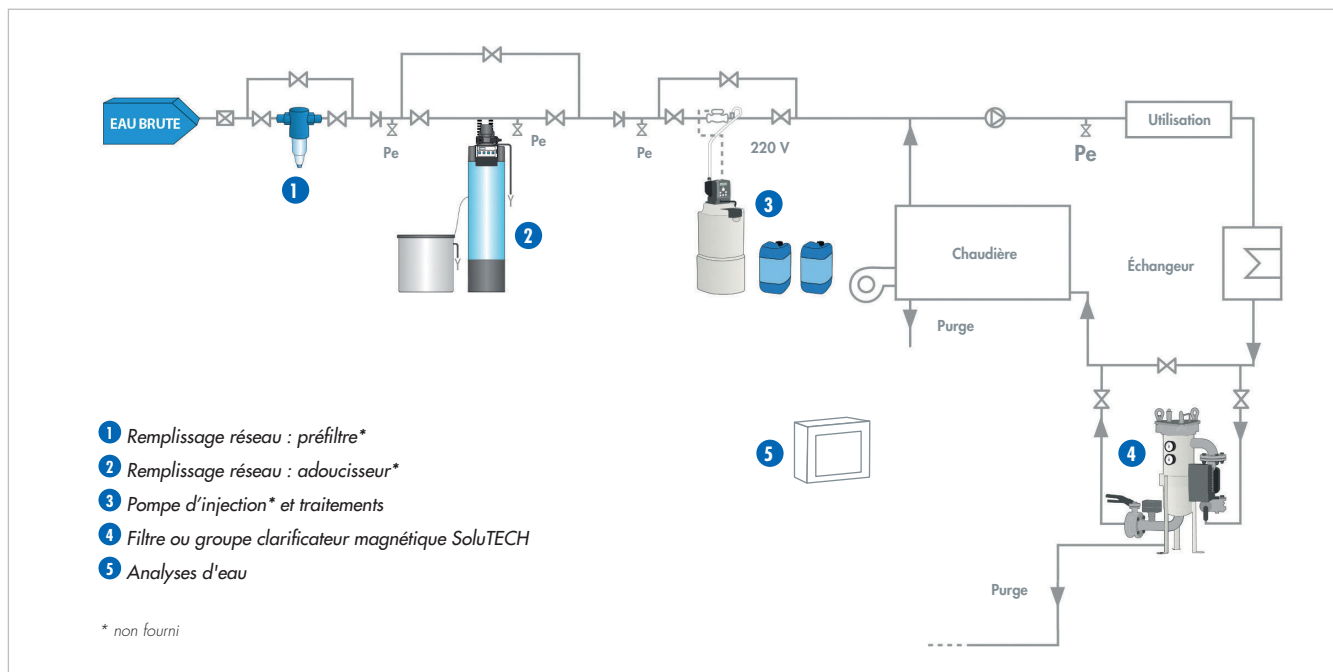 EAU BRUTE
Pe
Pe
Pe
220 V
Pe
Utilisation
1
2
3
Chaudière
Échangeur
Purge
4
5
Purge
1 Remplissage réseau : préfiltre*
2 Remplissage réseau : adoucisseur*
3 Pompe d’injection* et traitements
4 Filtre ou groupe clarificateur magnétique SoluTECH
5 Analyses d'eau
* non fourni